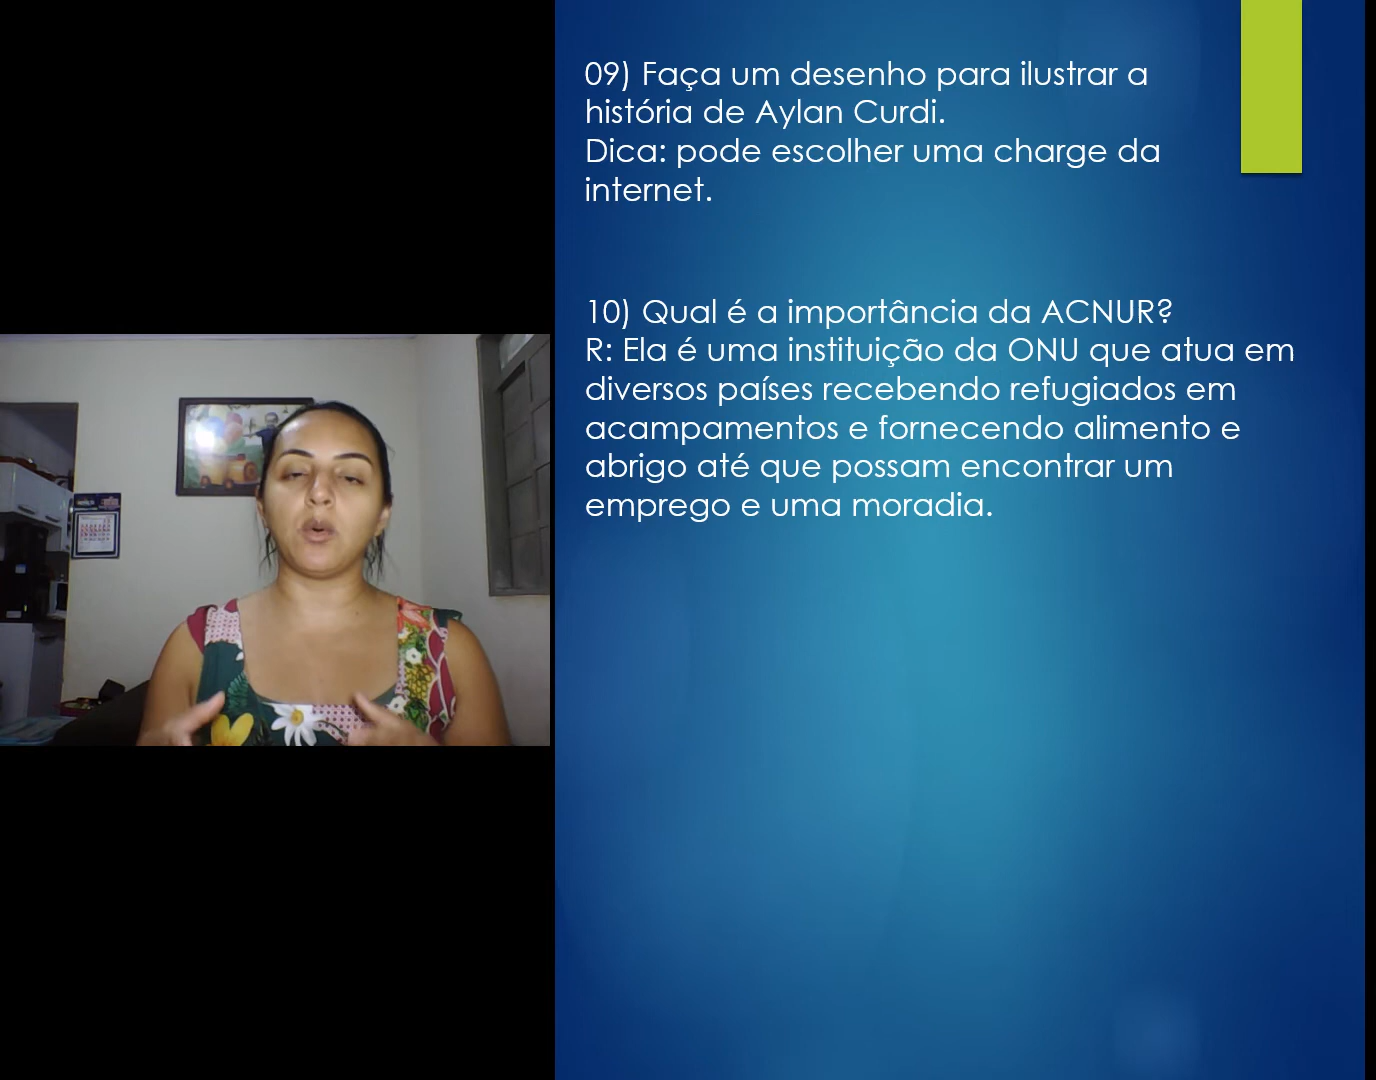 09) Faça um desenho para ilustrar a
história de Aylan Curdi.
Dica: pode escolher uma charge da
internet.
10) Qual é a importância da ACNUR?
R: Ela é uma instituição da ONU que atua em
diversos países recebendo refugiados em
acampamentos e fornecendo alimento e
abrigo até que possam encontrar um
emprego e uma moradia.